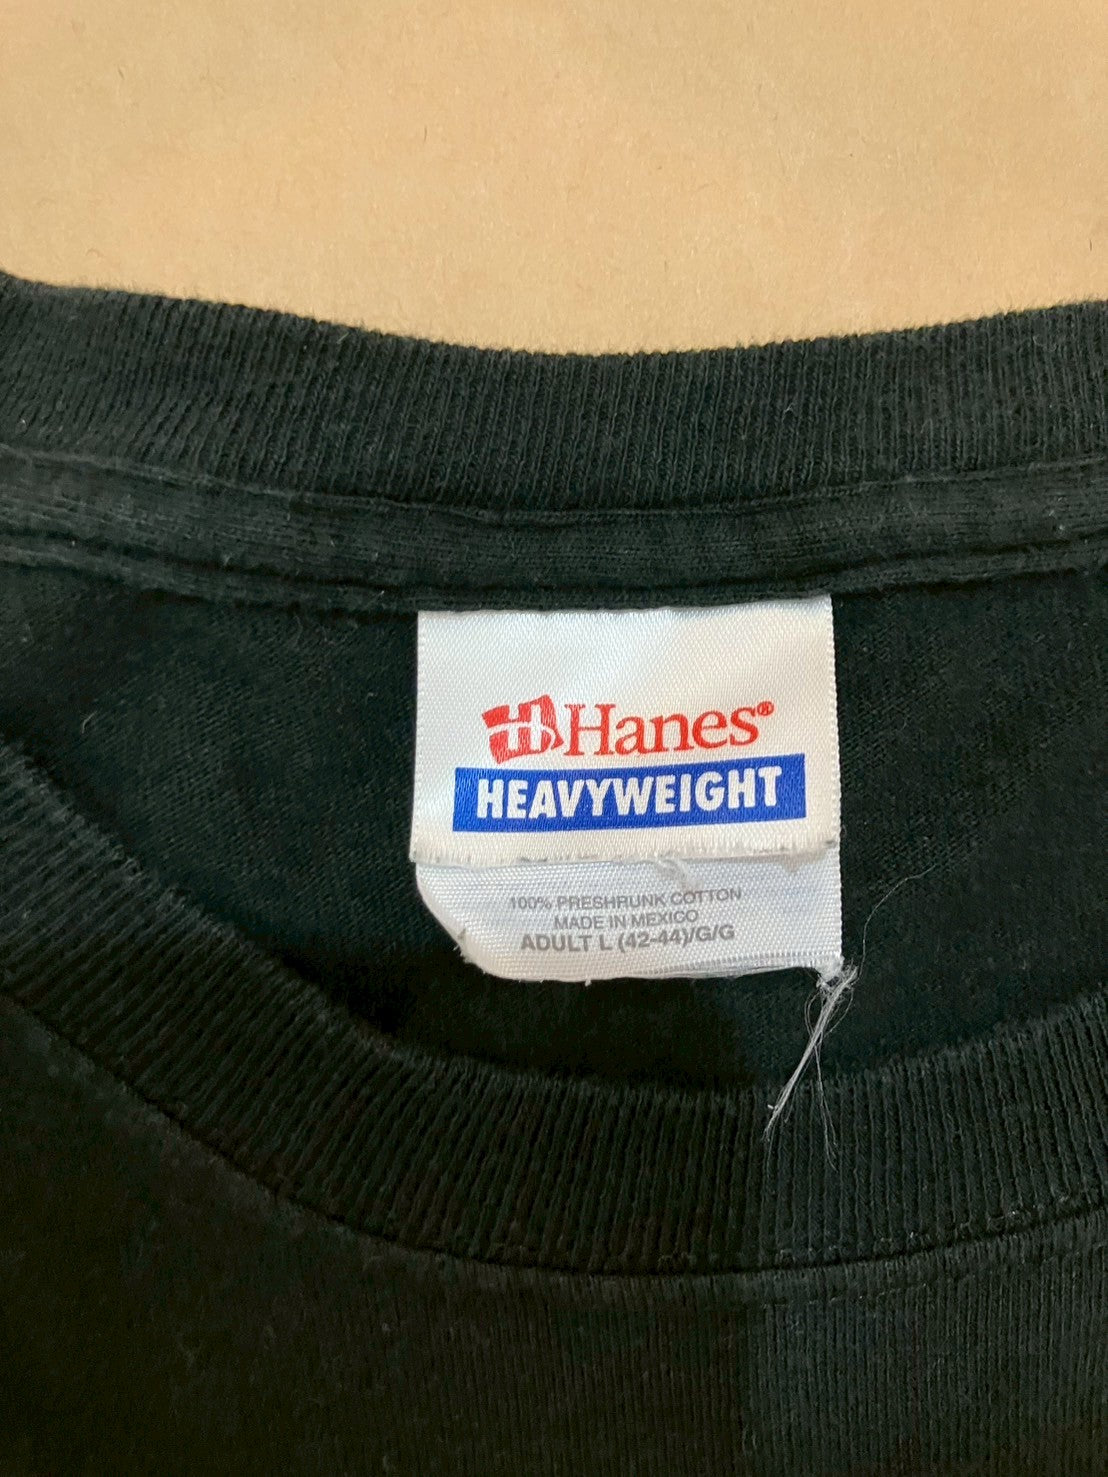 Hanes®
HEAVYWEIGHT
100% PRESHRUNK COTTON
MADE IN MEXICO
ADULT L (42-44)/G/G